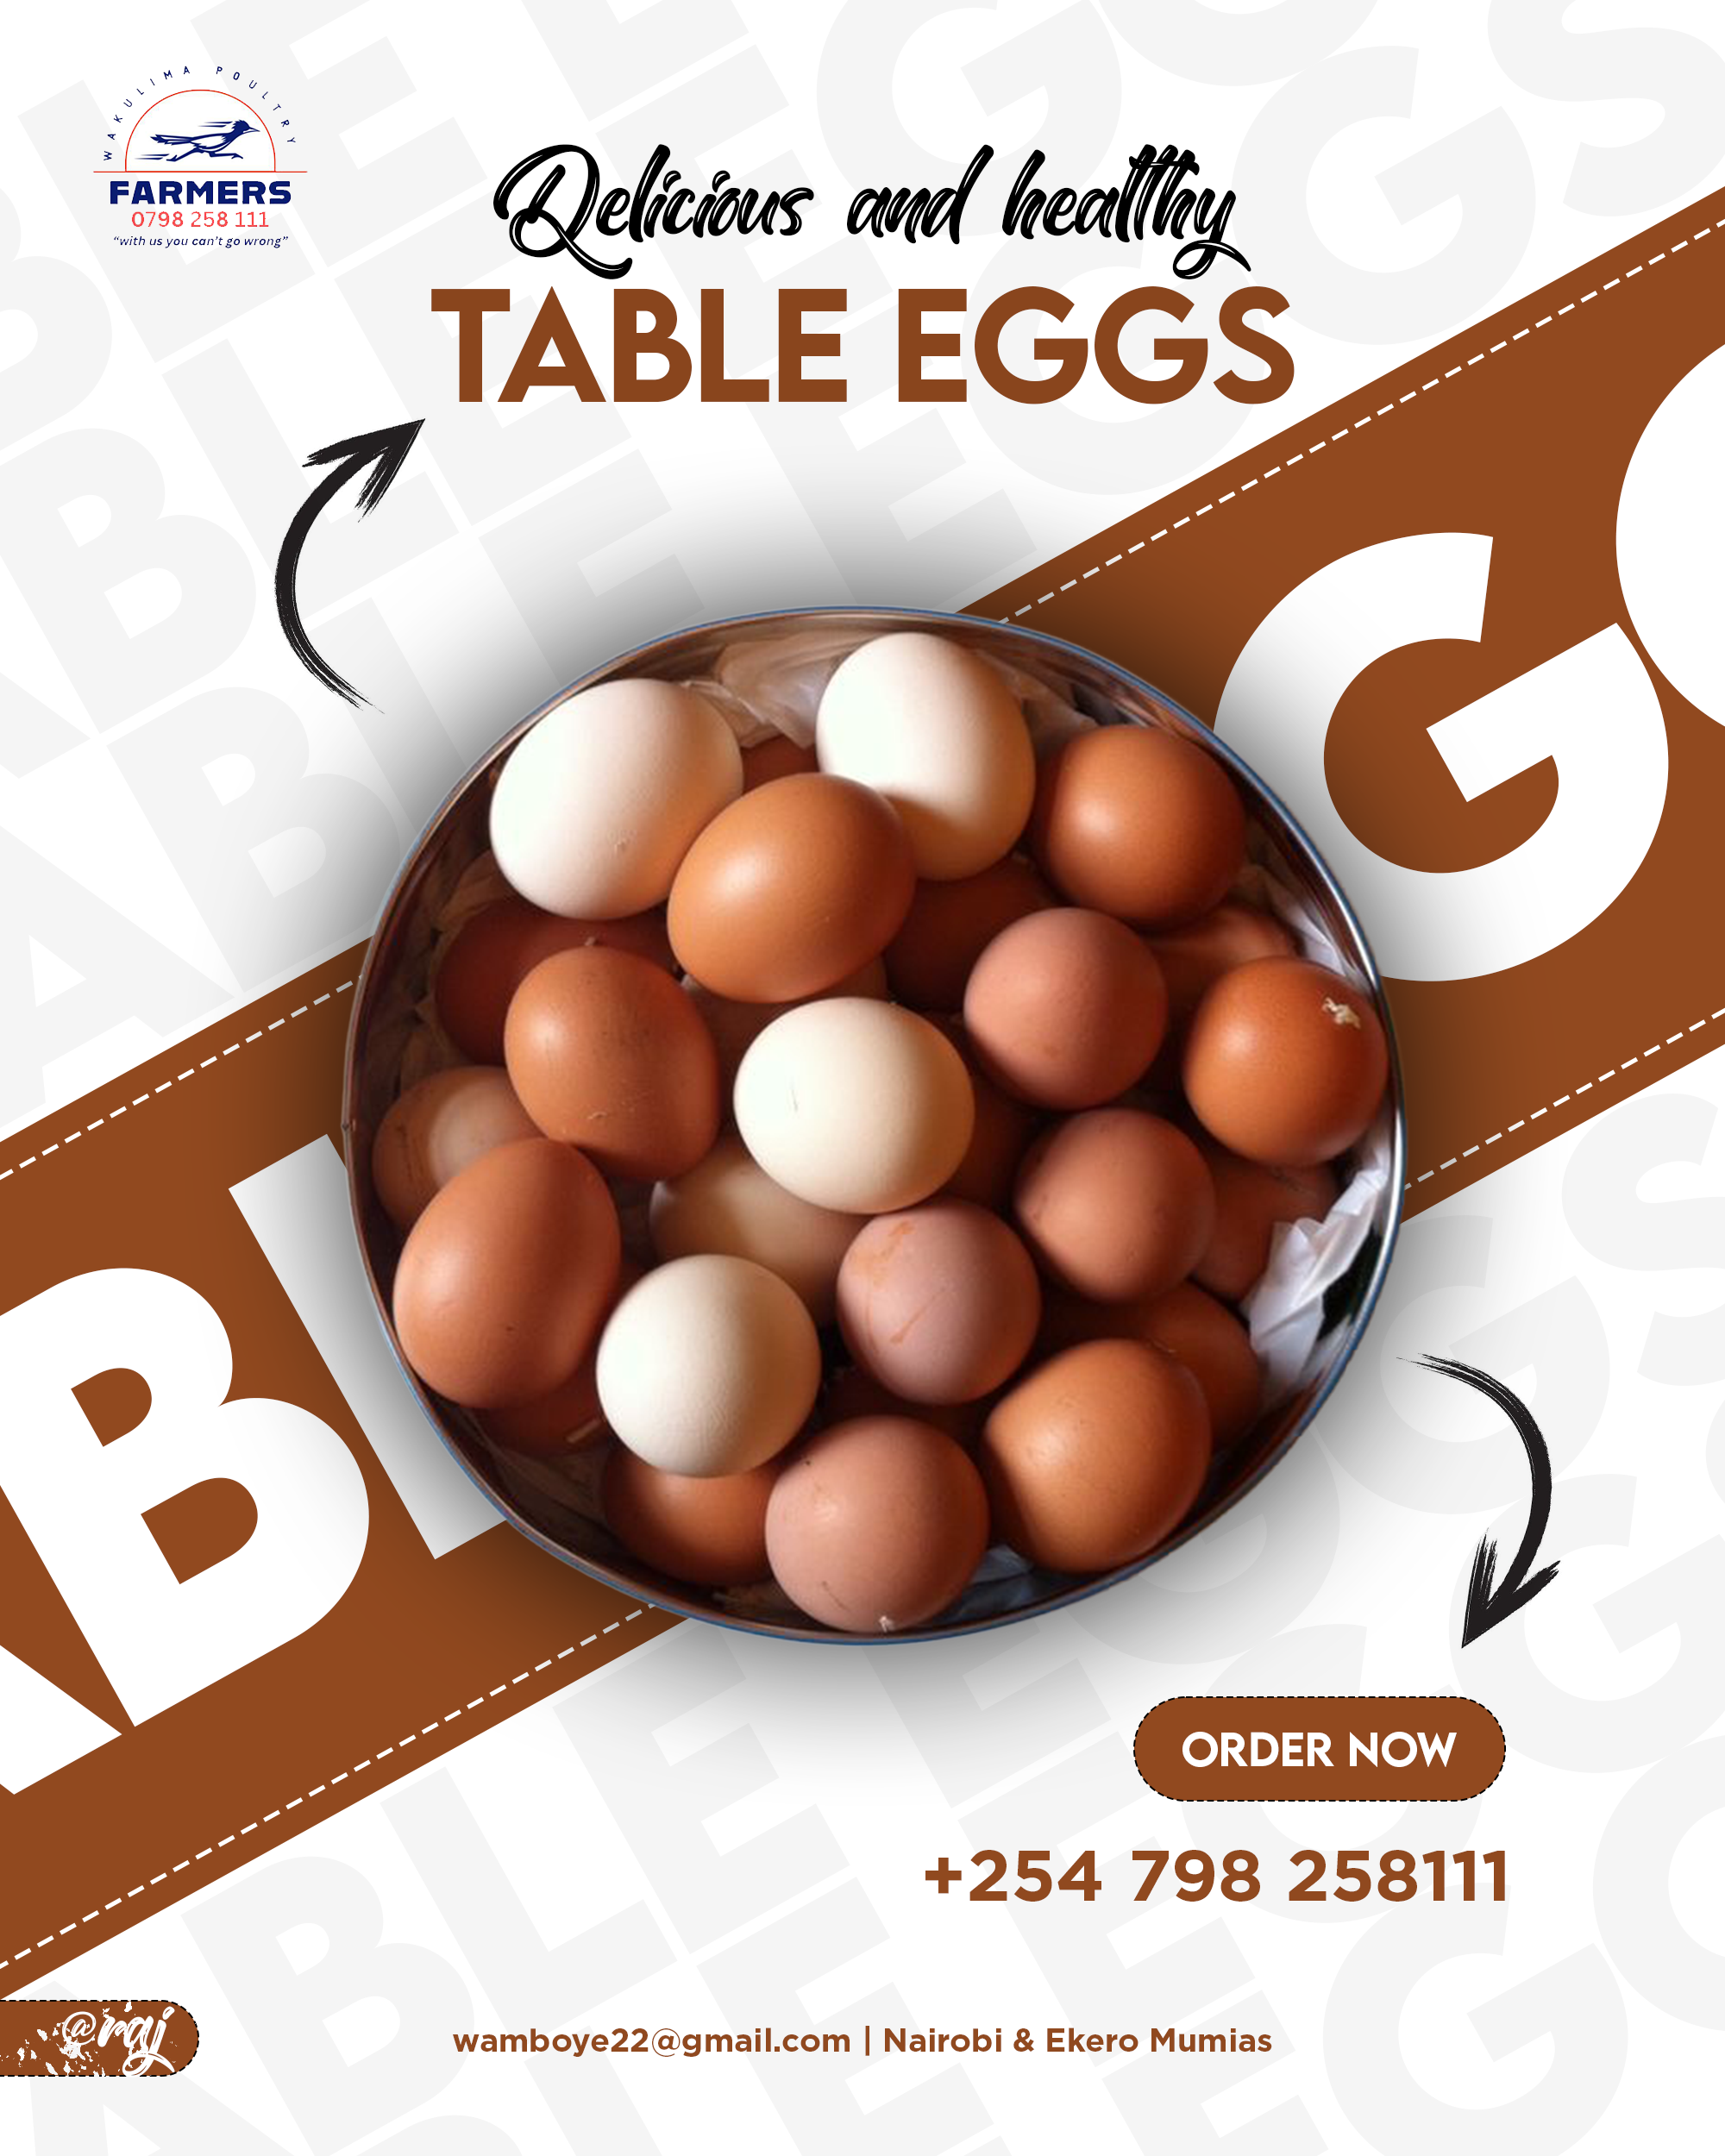 WAKULIMA POULTRY
FARMERS
0798 258 111
"with us you can't go wrong"
Delicious and healthy
TABLE EGGS
ORDER NOW
+254 798 258111
@raj
wamboye22@gmail.com | Nairobi & Ekero Mumias